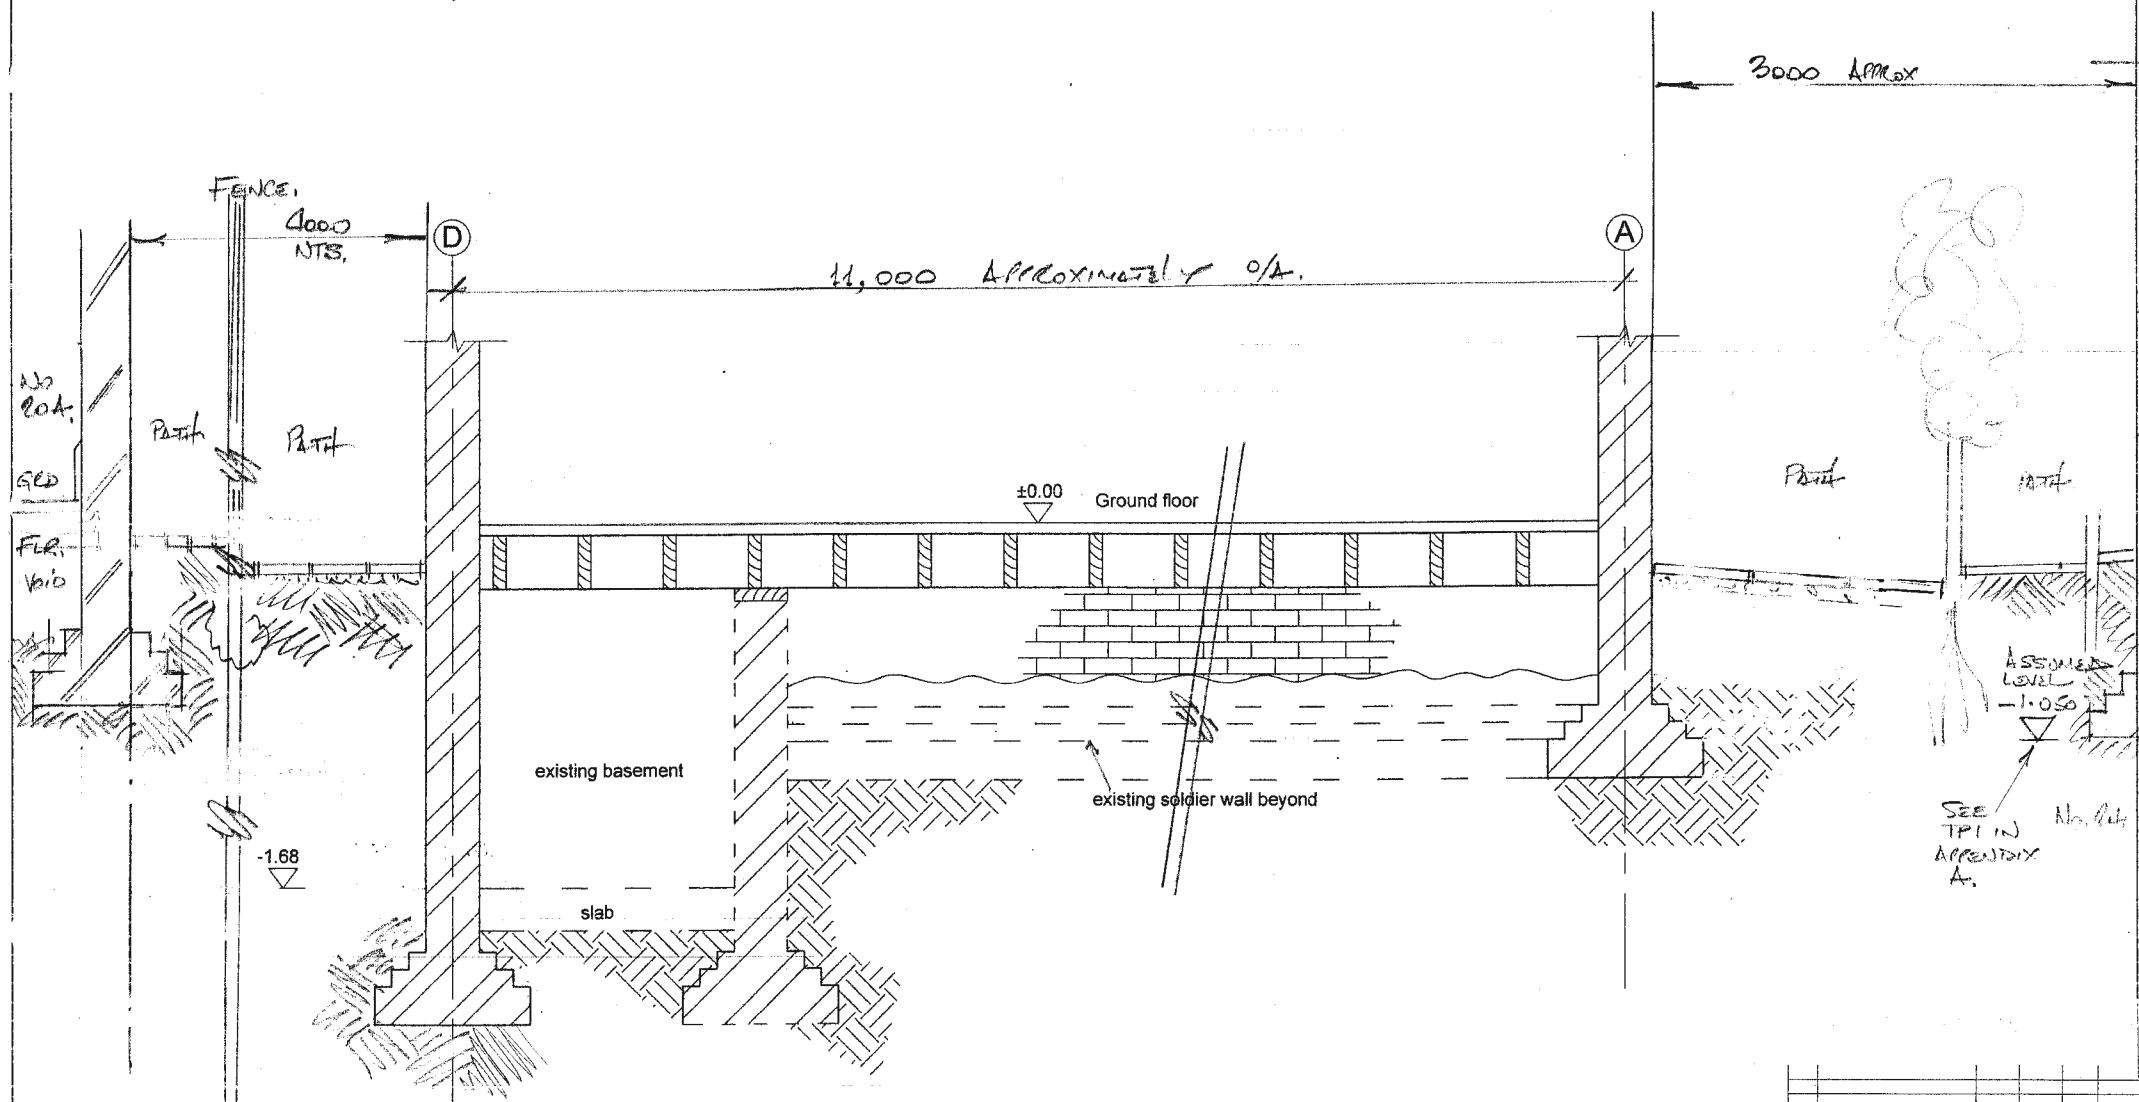 3000 APPROX
FENCE.
4000
NTS.
D
A
11,000 APPROXIMATELY O/A.
No
20A.
PATH
PATH
PATH
PATH
GRD
FLR.
VOID
±0.00
Ground floor
ASSUMED
LEVEL
-1.050
existing basement
existing soldier wall beyond
SEE
TP1 IN
APPENDIX
A.
-1.68
slab
No.